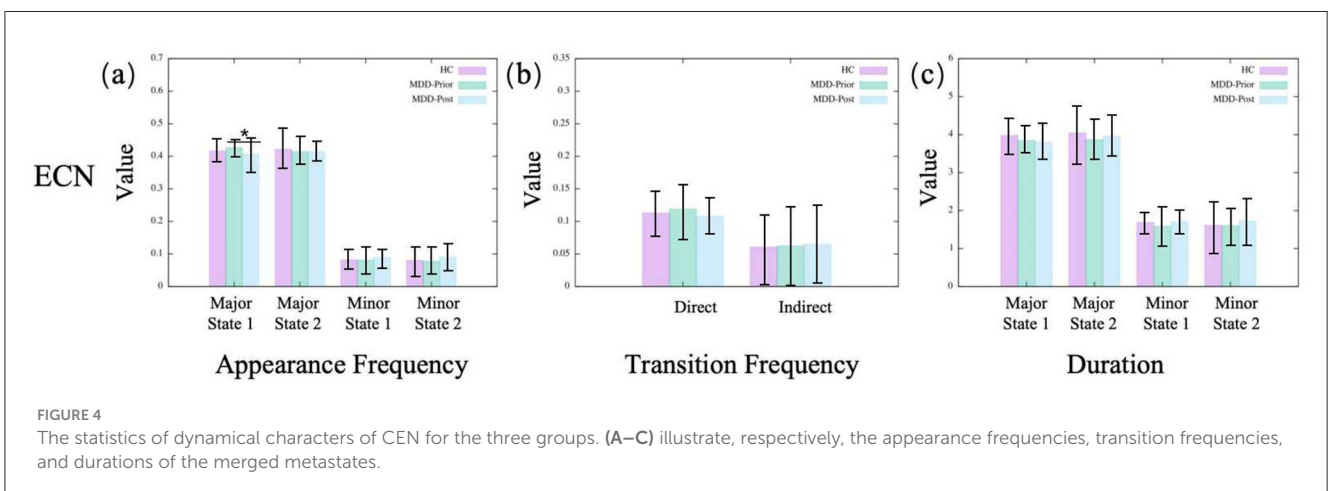 ECN
(a)
Value
0.7
0.6
0.5
0.4
0.3
0.2
0.1
0
HC
MDD-Prior
MDD-Post
*
Major State 1
Major State 2
Minor State 1
Minor State 2
Appearance Frequency
(b)
Value
0.35
0.3
0.25
0.2
0.15
0.1
0.05
0
HC
MDD-Prior
MDD-Post
Direct
Indirect
Transition Frequency
(c)
Value
6
5
4
3
2
1
0
HC
MDD-Prior
MDD-Post
Major State 1
Major State 2
Minor State 1
Minor State 2
Duration
FIGURE 4
The statistics of dynamical characters of CEN for the three groups. (A–C) illustrate, respectively, the appearance frequencies, transition frequencies,
and durations of the merged metastates.